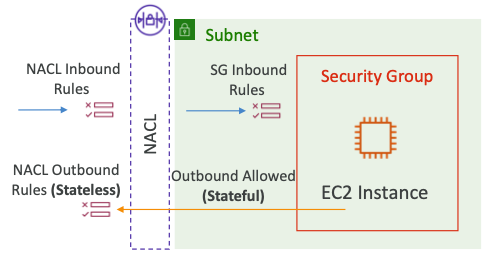 Subnet
NACL Inbound
Rules
SG Inbound
Rules
Security Group
NACL
NACL Outbound
Rules (Stateless)
Outbound Allowed
(Stateful)
EC2 Instance